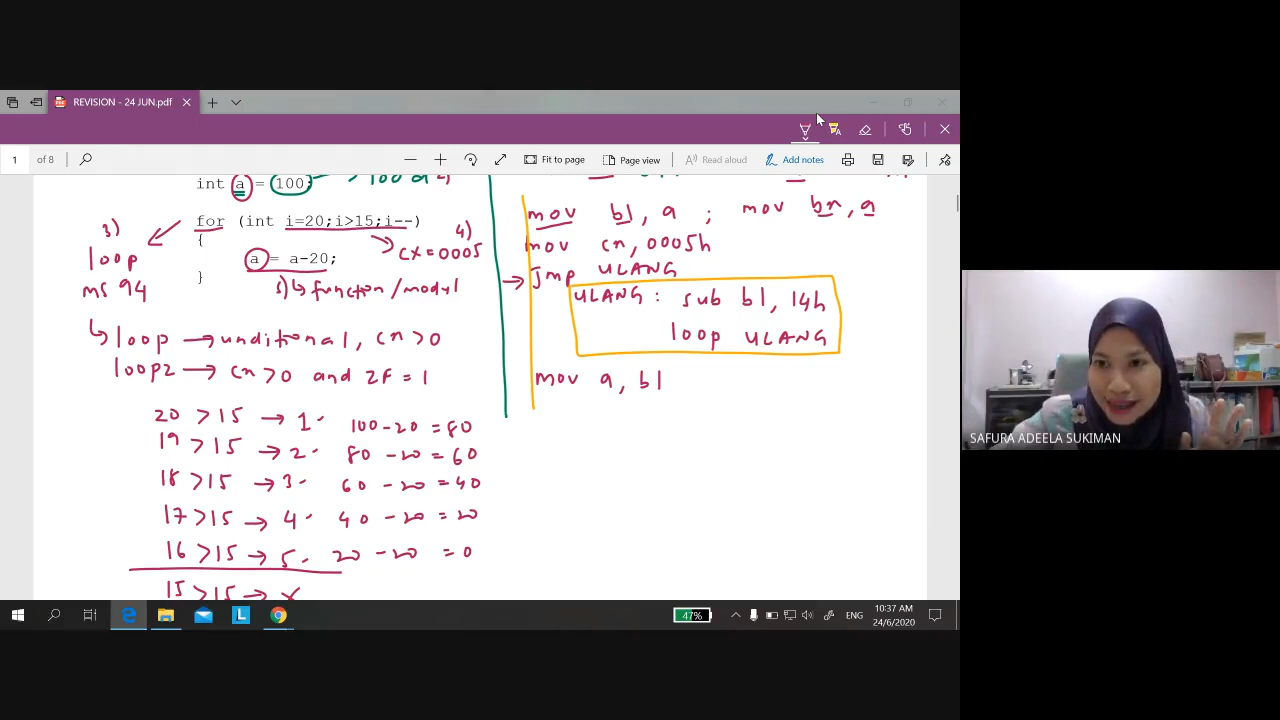 REVISION - 24 JUN.pdf
1 of 8
Fit to page
Page view
Read aloud
Add notes
int a = 100;
for (int i=20;i>15;i--)
{
a = a-20;
}
3)
loop
ms 94
4)
cx = 0005
5) ↳ function / modul
↳ loop → unditional, cx > 0
loopz → cx > 0 and ZF = 1
20 > 15 → 1. 100 - 20 = 80
19 > 15 → 2. 80 - 20 = 60
18 > 15 → 3. 60 - 20 = 40
17 > 15 → 4. 40 - 20 = 20
16 > 15 → 5. 20 - 20 = 0
15 > 15 → x
mov bl, a ; mov bx, a
mov cx, 0005h
→ jmp ULANG
ULANG : sub bl, 14h
loop ULANG
mov a, bl
SAFURA ADEELA SUKIMAN
47%
ENG
10:37 AM
24/6/2020